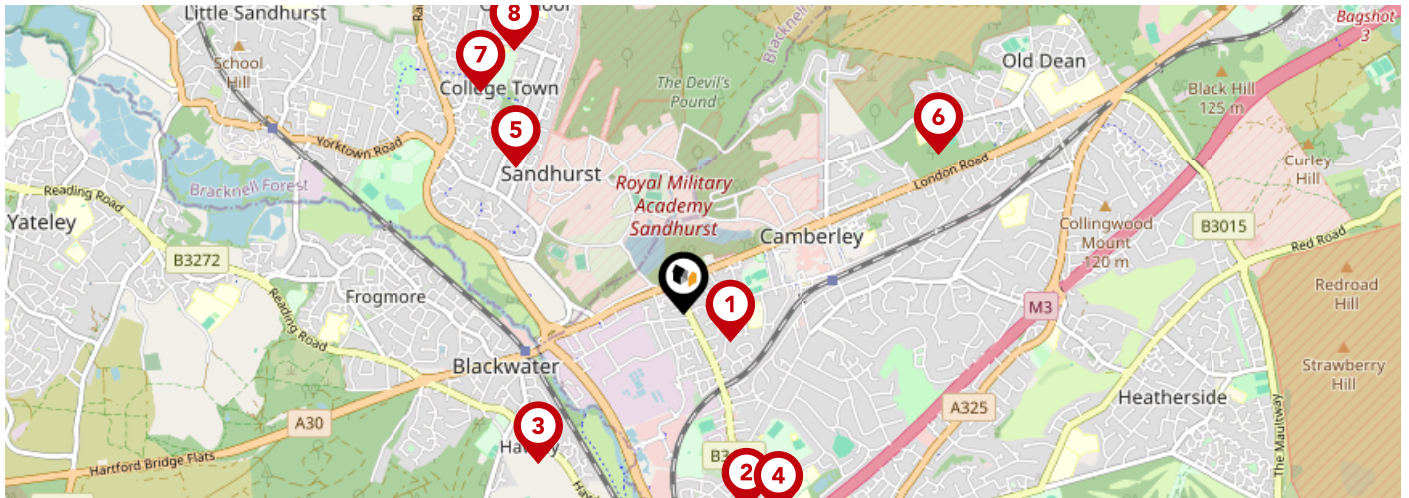 Little Sandhurst
8
Bagshot
3
7
School
Hill
College Town
The Devil's
Pound
Old Dean
Black Hill
125 m
5
6
Yorktown Road
Sandhurst
London Road
Curley
Hill
Bracknell Forest
Reading Road
Royal Military
Academy
Sandhurst
Yateley
Camberley
Collingwood
Mount
120 m
B3015
Red Road
B3272
Frogmore
Reading Road
1
M3
Redroad
Hill
Blackwater
Strawberry
Hill
Heatherside
A325
A30
3
The Maultway
Hartford Bridge Flats
2
4